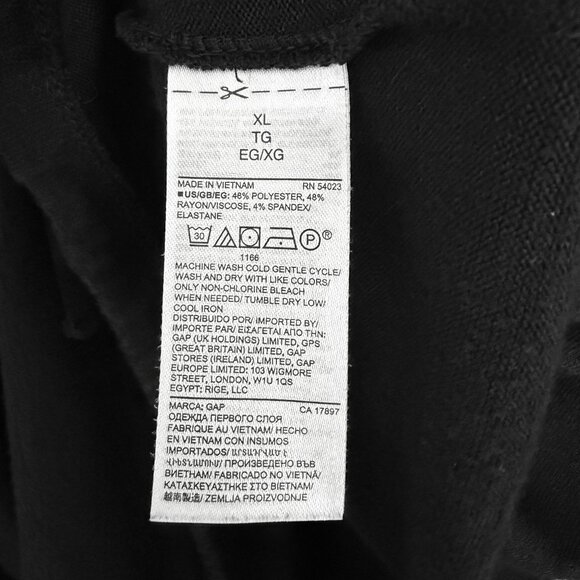 XL
TG
EG/XG
MADE IN VIETNAM RN 54023
■US/GB/EG: 48% POLYESTER, 48%
RAYON/VISCOSE, 4% SPANDEX/
ELASTANE
30 P®
1166
MACHINE WASH COLD GENTLE CYCLE/
WASH AND DRY WITH LIKE COLORS/
ONLY NON-CHLORINE BLEACH
WHEN NEEDED/ TUMBLE DRY LOW/
COOL IRON
DISTRIBUIDO POR/ IMPORTED BY/
IMPORTE PAR/ ΕΙΣΑΓΕΤΑΙ ΑΠΟ ΤΗΝ:
GAP (UK HOLDINGS) LIMITED, GPS
(GREAT BRITAIN) LIMITED, GAP
STORES (IRELAND) LIMITED, GAP
EUROPE LIMITED: 103 WIGMORE
STREET, LONDON, W1U 1QS
EGYPT: RIGE, LLC
MARCA: GAP CA 17897
ОДЕЖДА ПЕРВОГО СЛОЯ
FABRIQUÉ AU VIETNAM/ HECHO
EN VIETNAM CON INSUMOS
IMPORTADOS/ ԱՐՏԱԴՐՎԱԾ Է
ՎԻԵՏՆԱՄՈՒՄ/ ПРОИЗВЕДЕНО ВЪВ
ВИЕТНАМ/ FABRICADO NO VIETNÃ/
ΚΑΤΑΣΚΕΥΑΣΤΗΚΕ ΣΤΟ ΒΙΕΤΝΑΜ/
越南製造/ ZEMLJA PROIZVODNJE